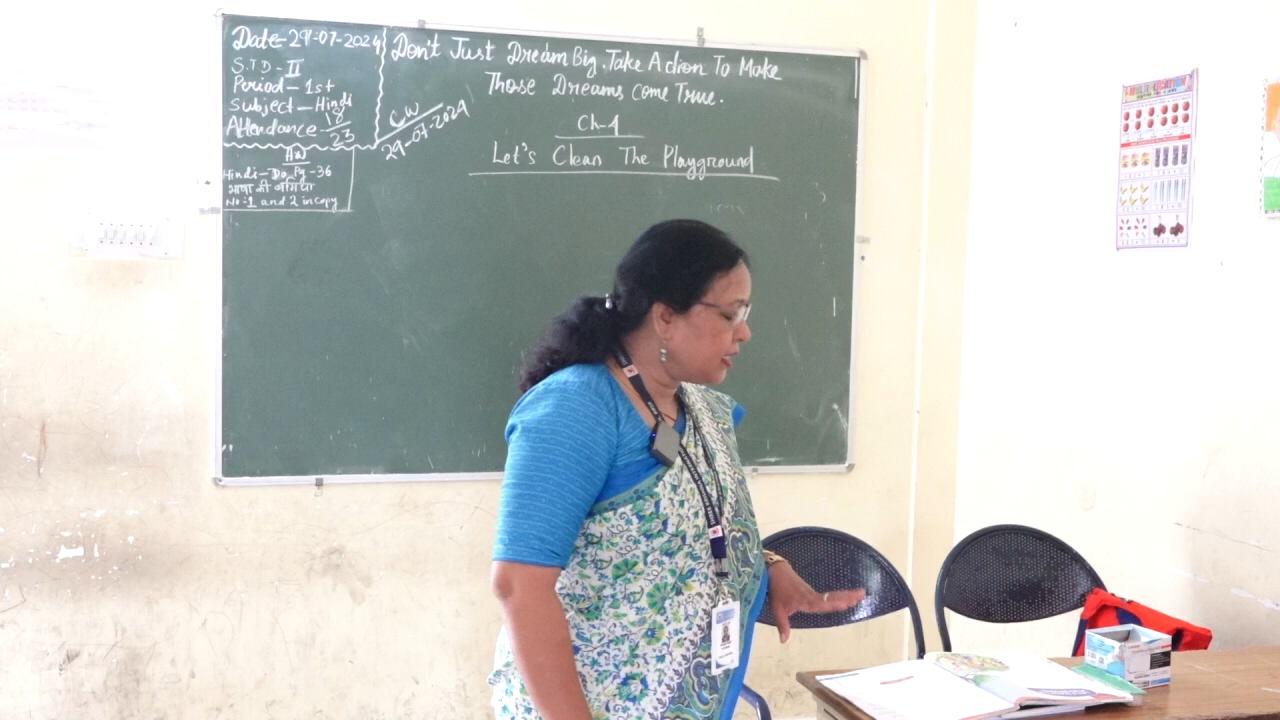 Date-29-07-2024
S.T.D-II
Period-1st
Subject-Hindi
Attendance-18
23
Don't Just Dream Big. Take Action To Make
Those Dreams Come True.
CW
29-07-2024
Ch-4
Let's Clean The Playground
HW
Hindi-Do Pg-36
भाषा की
No-1 and 2 in copy